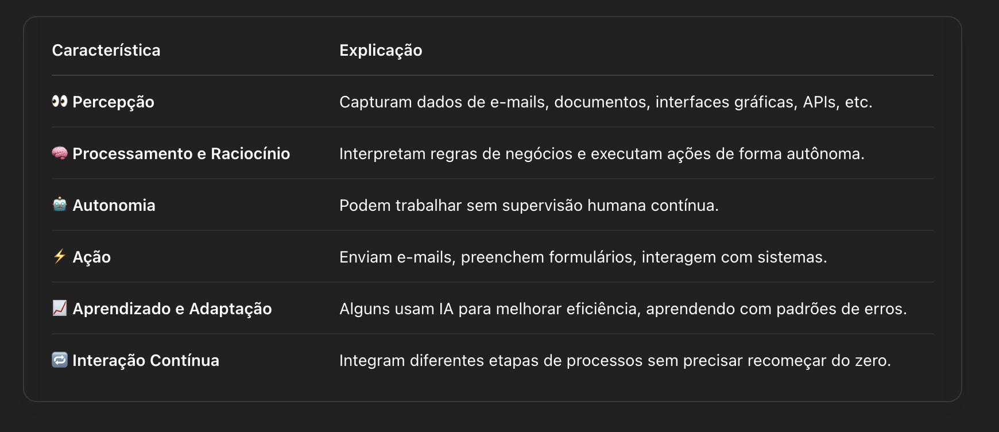 Característica Explicação
👀 Percepção Capturam dados de e-mails, documentos, interfaces gráficas, APIs, etc.
🧠 Processamento e Raciocínio Interpretam regras de negócios e executam ações de forma autônoma.
🤖 Autonomia Podem trabalhar sem supervisão humana contínua.
⚡ Ação Enviam e-mails, preenchem formulários, interagem com sistemas.
📈 Aprendizado e Adaptação Alguns usam IA para melhorar eficiência, aprendendo com padrões de erros.
🔁 Interação Contínua Integram diferentes etapas de processos sem precisar recomeçar do zero.